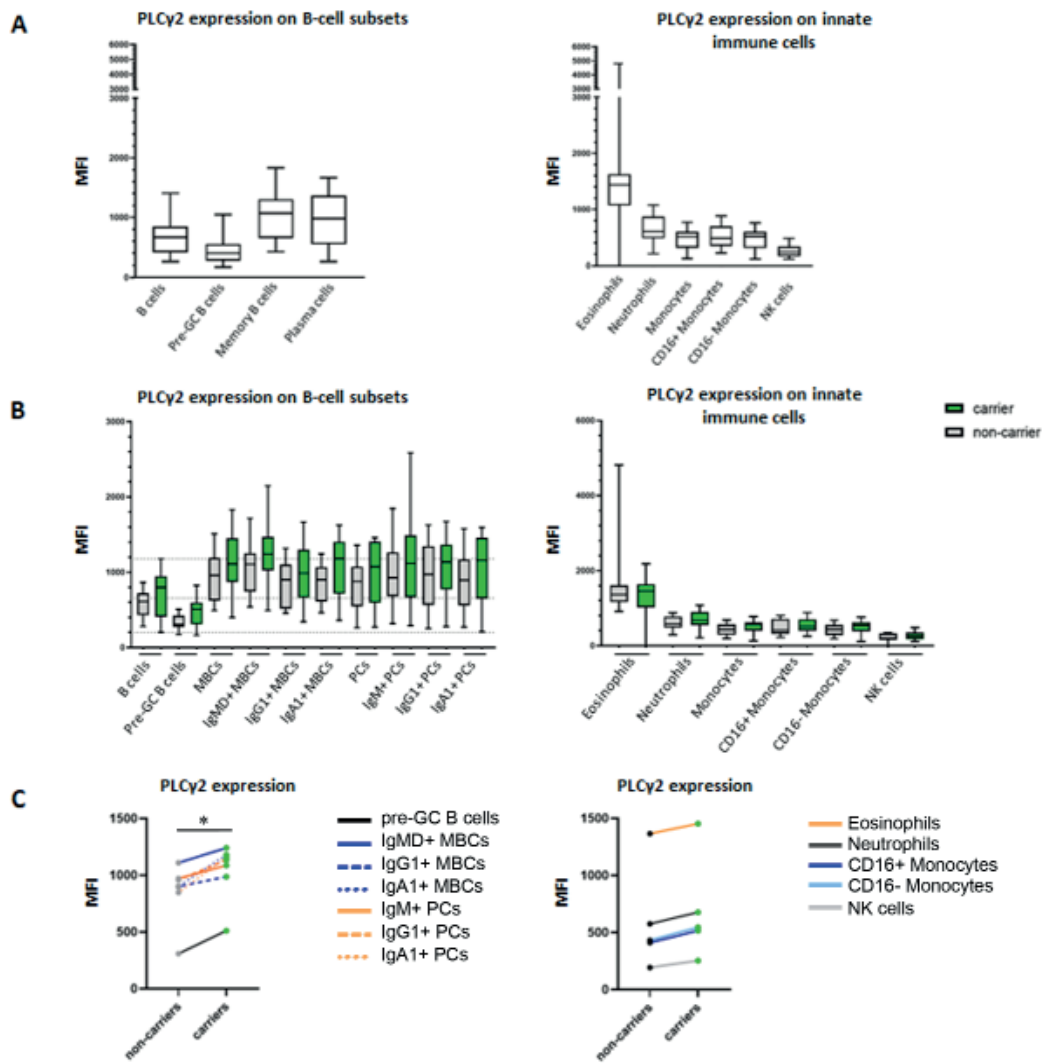 A
PLCy2 expression on B-cell subsets
MFI
6000
5000
4000
3000
3000
2000
1000
0
B cells
Pre-GC B cells
Memory B cells
Plasma cells
PLCy2 expression on innate
immune cells
MFI
6000
5000
4000
3000
3000
2000
1000
0
Eosinophils
Neutrophils
Monocytes
CD16+ Monocytes
CD16- Monocytes
NK cells
B
PLCy2 expression on B-cell subsets
MFI
3000
2000
1000
0
B cells
Pre-GC B cells
MBCs
IgMD+ MBCs
IgG1+ MBCs
IgA1+ MBCs
PCs
IgM+ PCs
IgG1+ PCs
IgA1+ PCs
PLCy2 expression on innate
immune cells
MFI
6000
4000
2000
0
Eosinophils
Neutrophils
Monocytes
CD16+ Monocytes
CD16- Monocytes
NK cells
carrier
non-carrier
C
PLCy2 expression
MFI
1500
1000
500
0
*
non-carriers
carriers
pre-GC B cells
IgMD+ MBCs
IgG1+ MBCs
IgA1+ MBCs
IgM+ PCs
IgG1+ PCs
IgA1+ PCs
PLCy2 expression
MFI
1500
1000
500
0
non-carriers
carriers
Eosinophils
Neutrophils
CD16+ Monocytes
CD16- Monocytes
NK cells